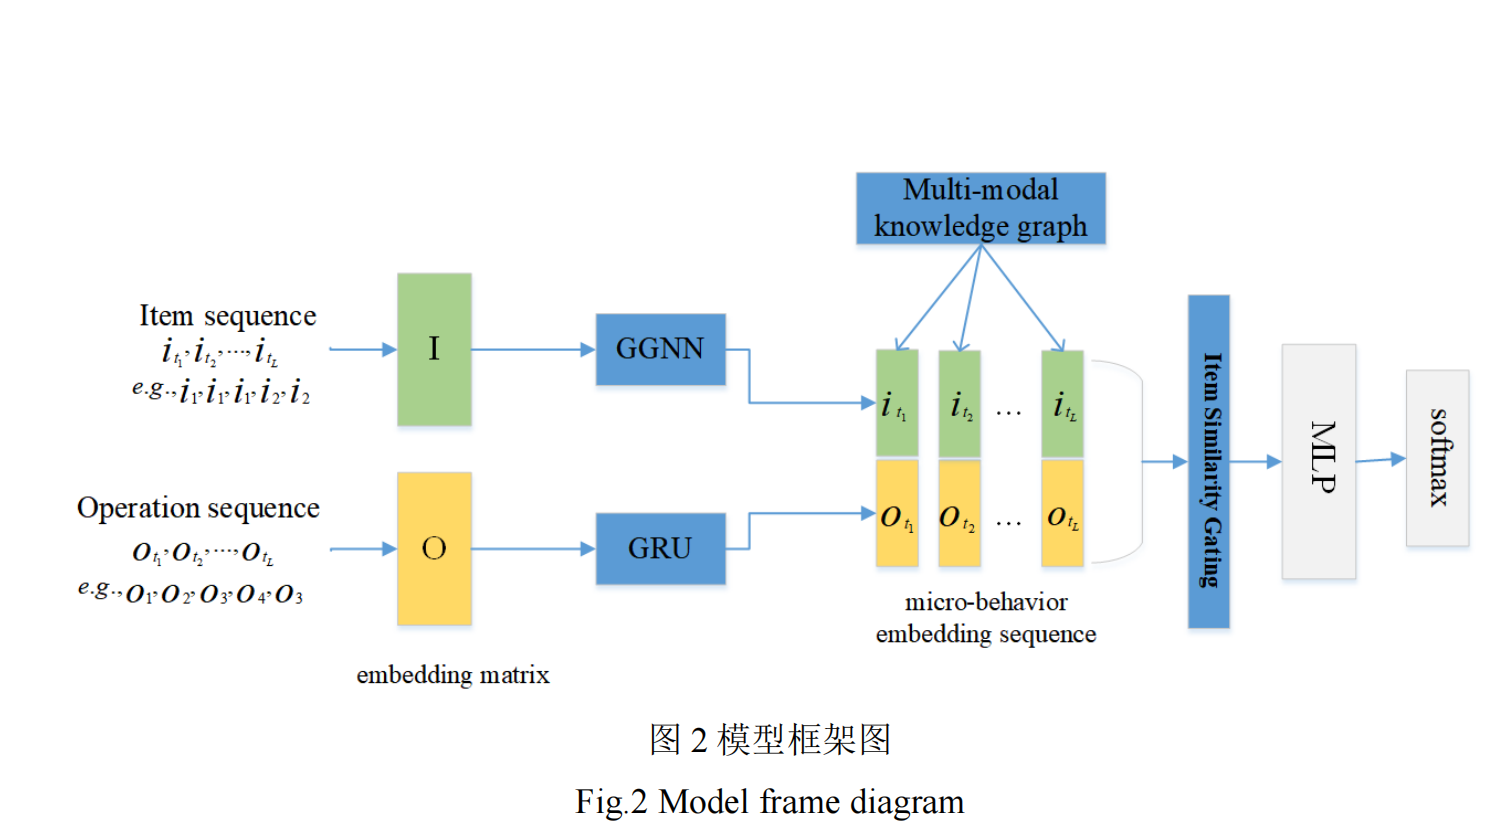 Multi-modal
knowledge graph
Item sequence
i_{t_1}, i_{t_2}, ..., i_{t_L}
e.g., i_1, i_1, i_1, i_2, i_2
I
GGNN
i_{t_1} i_{t_2} ... i_{t_L}
Operation sequence
o_{t_1}, o_{t_2}, ..., o_{t_L}
e.g., o_1, o_2, o_3, o_4, o_3
O
GRU
o_{t_1} o_{t_2} ... o_{t_L}
embedding matrix
micro-behavior
embedding sequence
Item Similarity Gating
MLP
softmax
图 2 模型框架图
Fig.2 Model frame diagram